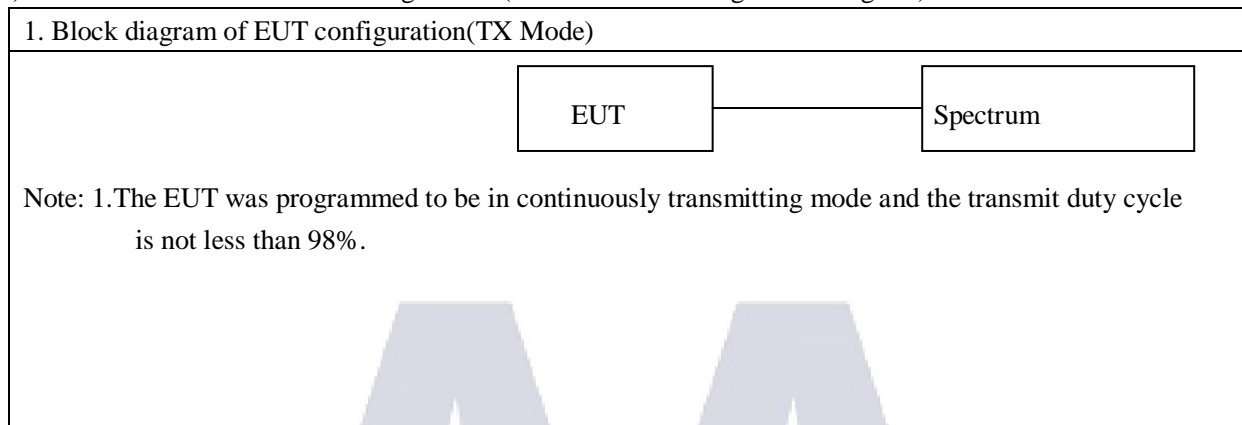 1. Block diagram of EUT configuration(TX Mode)
EUT
Spectrum
Note: 1.The EUT was programmed to be in continuously transmitting mode and the transmit duty cycle
is not less than 98%.